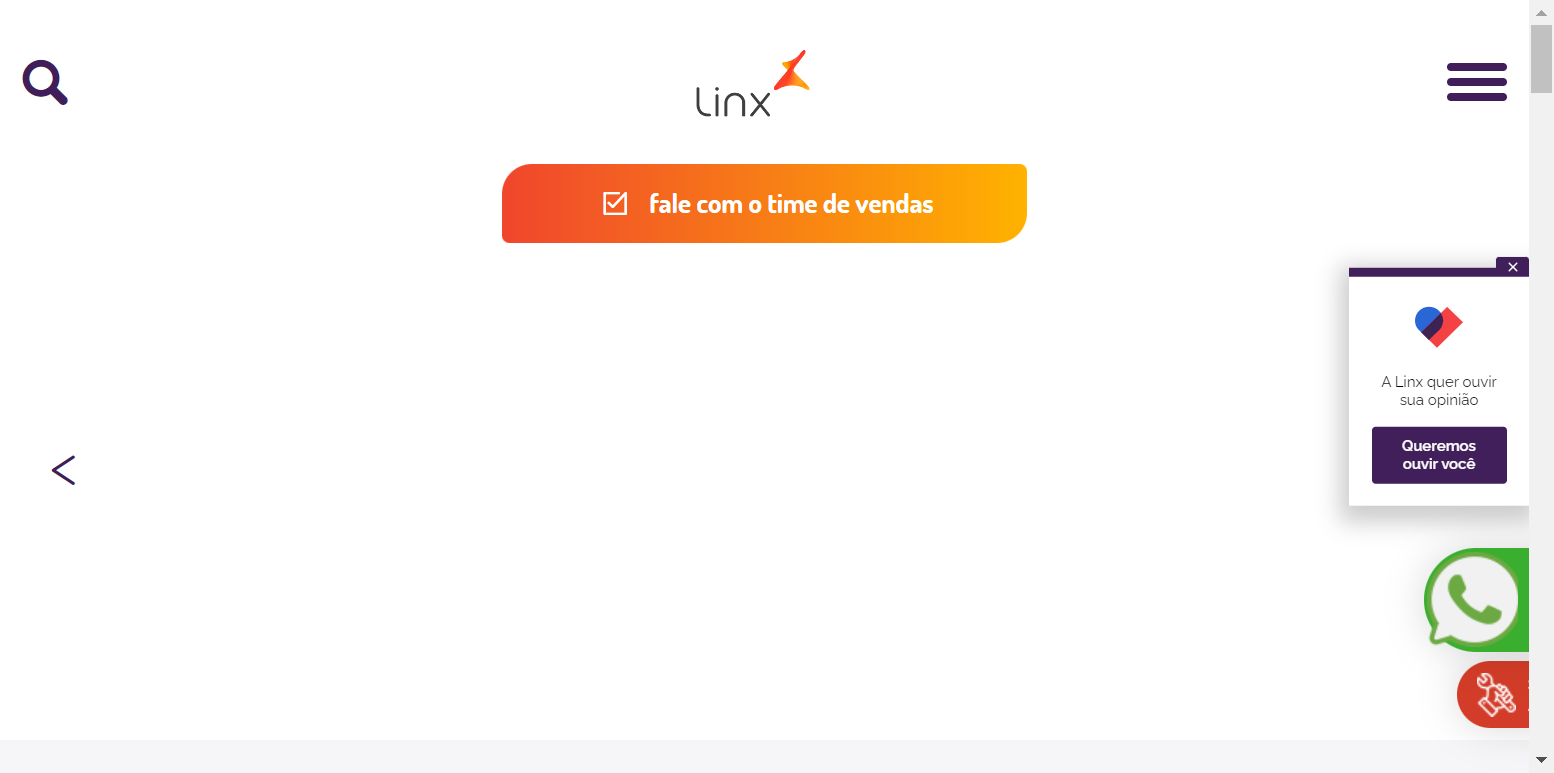 Linx
fale com o time de vendas
A Linx quer ouvir
sua opinião
Queremos
ouvir você